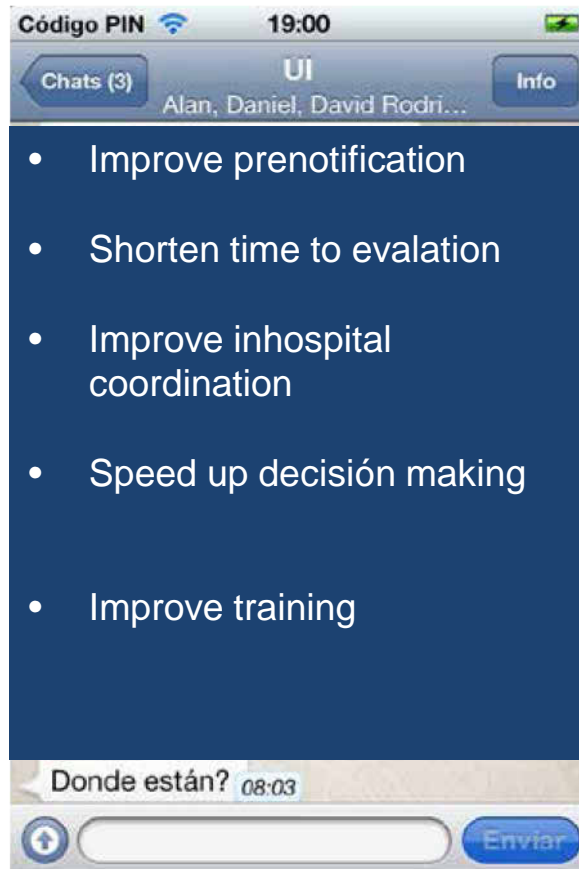 Código PIN 19:00
Chats (3) UI Info
Alan, Daniel, David Rodri...
• Improve prenotification
• Shorten time to evalation
• Improve inhospital
coordination
• Speed up decisión making
• Improve training
Donde están? 08:03
Enviar